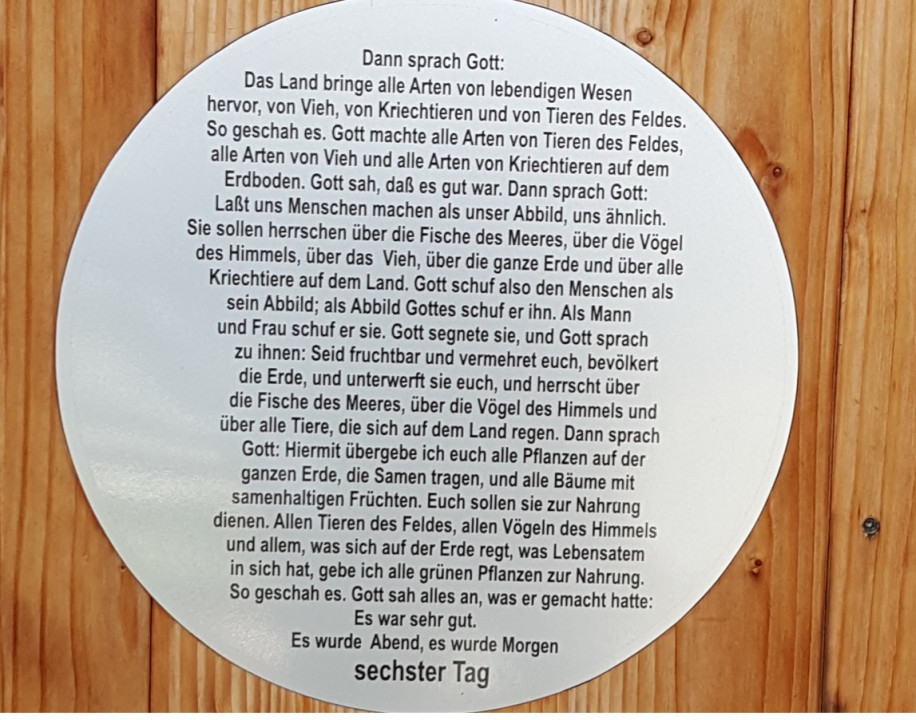 Dann sprach Gott:
Das Land bringe alle Arten von lebendigen Wesen
hervor, von Vieh, von Kriechtieren und von Tieren des Feldes.
So geschah es. Gott machte alle Arten von Tieren des Feldes,
alle Arten von Vieh und alle Arten von Kriechtieren auf dem
Erdboden. Gott sah, daß es gut war. Dann sprach Gott:
Laßt uns Menschen machen als unser Abbild, uns ähnlich.
Sie sollen herrschen über die Fische des Meeres, über die Vögel
des Himmels, über das Vieh, über die ganze Erde und über alle
Kriechtiere auf dem Land. Gott schuf also den Menschen als
sein Abbild; als Abbild Gottes schuf er ihn. Als Mann
und Frau schuf er sie. Gott segnete sie, und Gott sprach
zu ihnen: Seid fruchtbar und vermehret euch, bevölkert
die Erde, und unterwerft sie euch, und herrscht über
die Fische des Meeres, über die Vögel des Himmels und
über alle Tiere, die sich auf dem Land regen. Dann sprach
Gott: Hiermit übergebe ich euch alle Pflanzen auf der
ganzen Erde, die Samen tragen, und alle Bäume mit
samenhaltigen Früchten. Euch sollen sie zur Nahrung
dienen. Allen Tieren des Feldes, allen Vögeln des Himmels
und allem, was sich auf der Erde regt, was Lebensatem
in sich hat, gebe ich alle grünen Pflanzen zur Nahrung.
So geschah es. Gott sah alles an, was er gemacht hatte:
Es war sehr gut.
Es wurde Abend, es wurde Morgen
sechster Tag